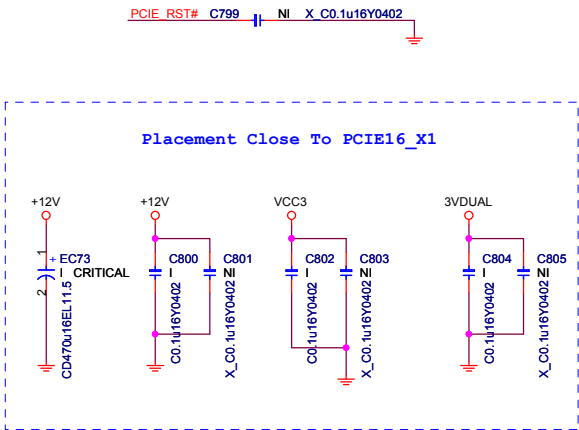 PCIE_RST# C799 NI X_C0.1u16Y0402
Placement Close To PCIE16_X1
+12V +12V VCC3 3VDUAL
1 + EC73 C800 C801 C802 C803 C804 C805
I CRITICAL I NI I NI I NI
2
CD470u16EL11.5
C0.1u16Y0402
X_C0.1u16Y0402
C0.1u16Y0402
X_C0.1u16Y0402
C0.1u16Y0402
X_C0.1u16Y0402